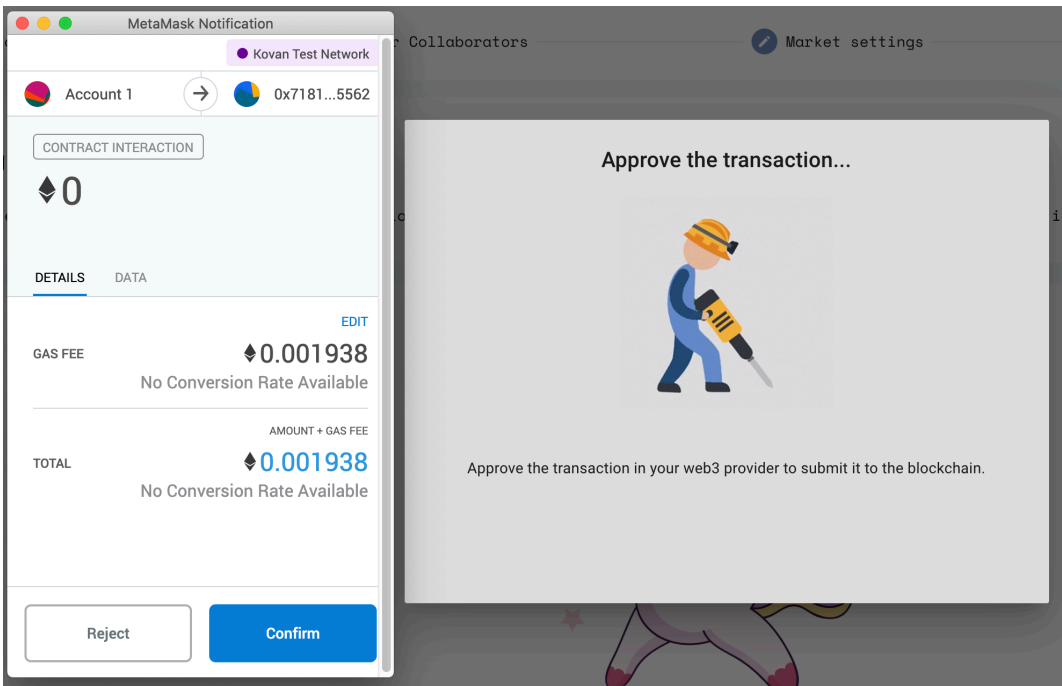 MetaMask Notification
Kovan Test Network
Account 1
0x7181...5562
CONTRACT INTERACTION
0
DETAILS DATA
EDIT
GAS FEE 0.001938
No Conversion Rate Available
AMOUNT + GAS FEE
TOTAL 0.001938
No Conversion Rate Available
Reject Confirm
r Collaborators
Market settings
Approve the transaction...
Approve the transaction in your web3 provider to submit it to the blockchain.